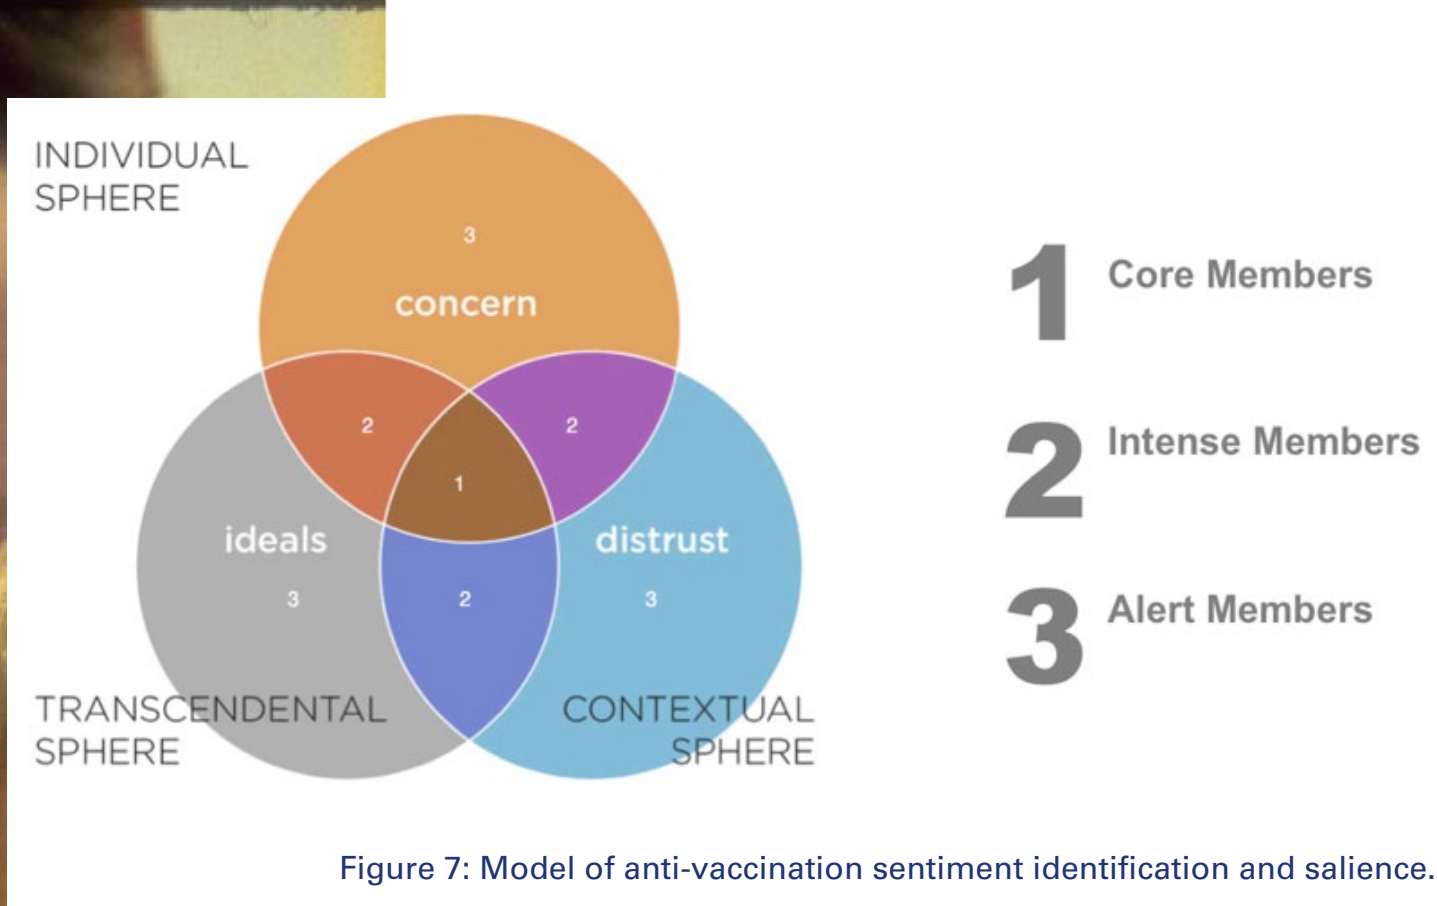 INDIVIDUAL
SPHERE
3
concern
2
2
1
ideals
distrust
3
2
3
TRANSCENDENTAL
SPHERE
CONTEXTUAL
SPHERE
1 Core Members
2 Intense Members
3 Alert Members
Figure 7: Model of anti-vaccination sentiment identification and salience.